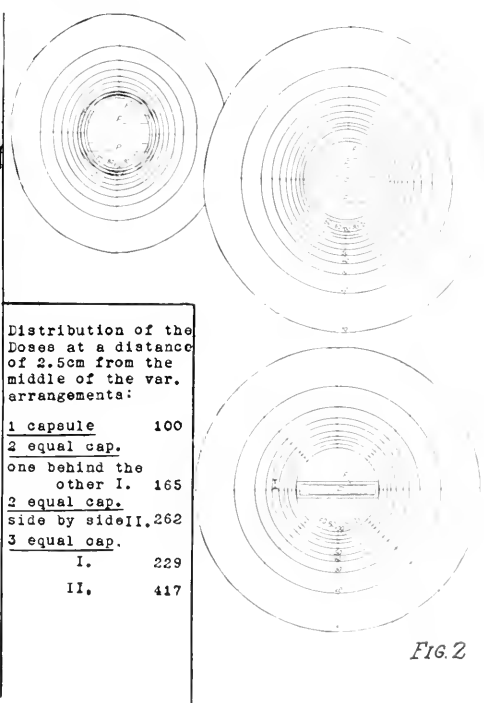 Distribution of the
Doses at a distance
of 2.5cm from the
middle of the var.
arrangements:
1 capsule 100
2 equal cap.
one behind the
other I. 165
2 equal cap.
side by sideII. 262
3 equal cap.
I. 229
II. 417
FIG. 2